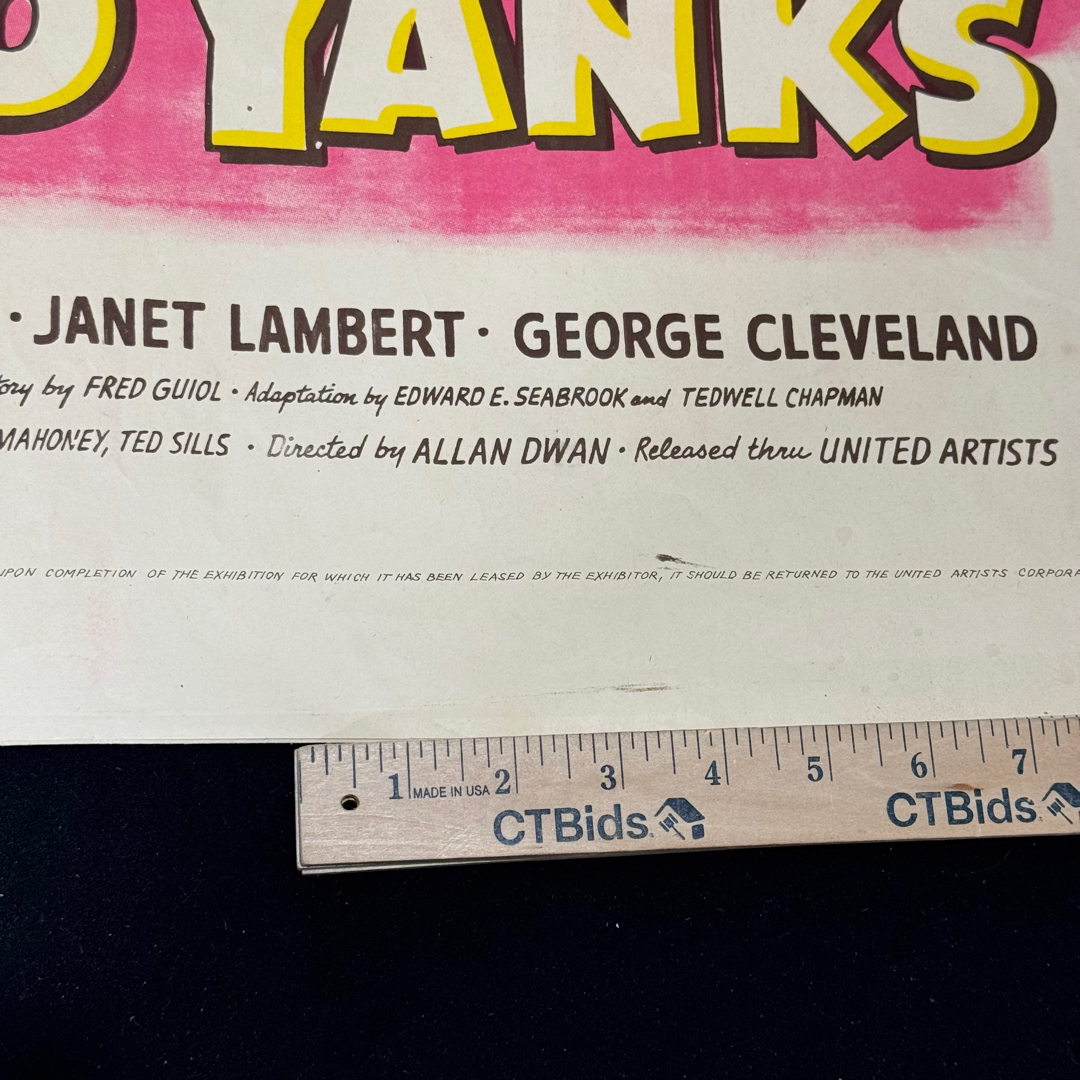 YANKS
· JANET LAMBERT · GEORGE CLEVELAND
by FRED GUIOL · Adaptation by EDWARD E. SEABROOK and TEDWELL CHAPMAN
MAHONEY, TED SILLS · Directed by ALLAN DWAN · Released thru UNITED ARTISTS
UPON COMPLETION OF THE EXHIBITION FOR WHICH IT HAS BEEN LEASED BY THE EXHIBITOR, IT SHOULD BE RETURNED TO THE UNITED ARTISTS CORPORA
1 MADE IN USA 2 3 4 5 6 7
CTBids. CTBids.